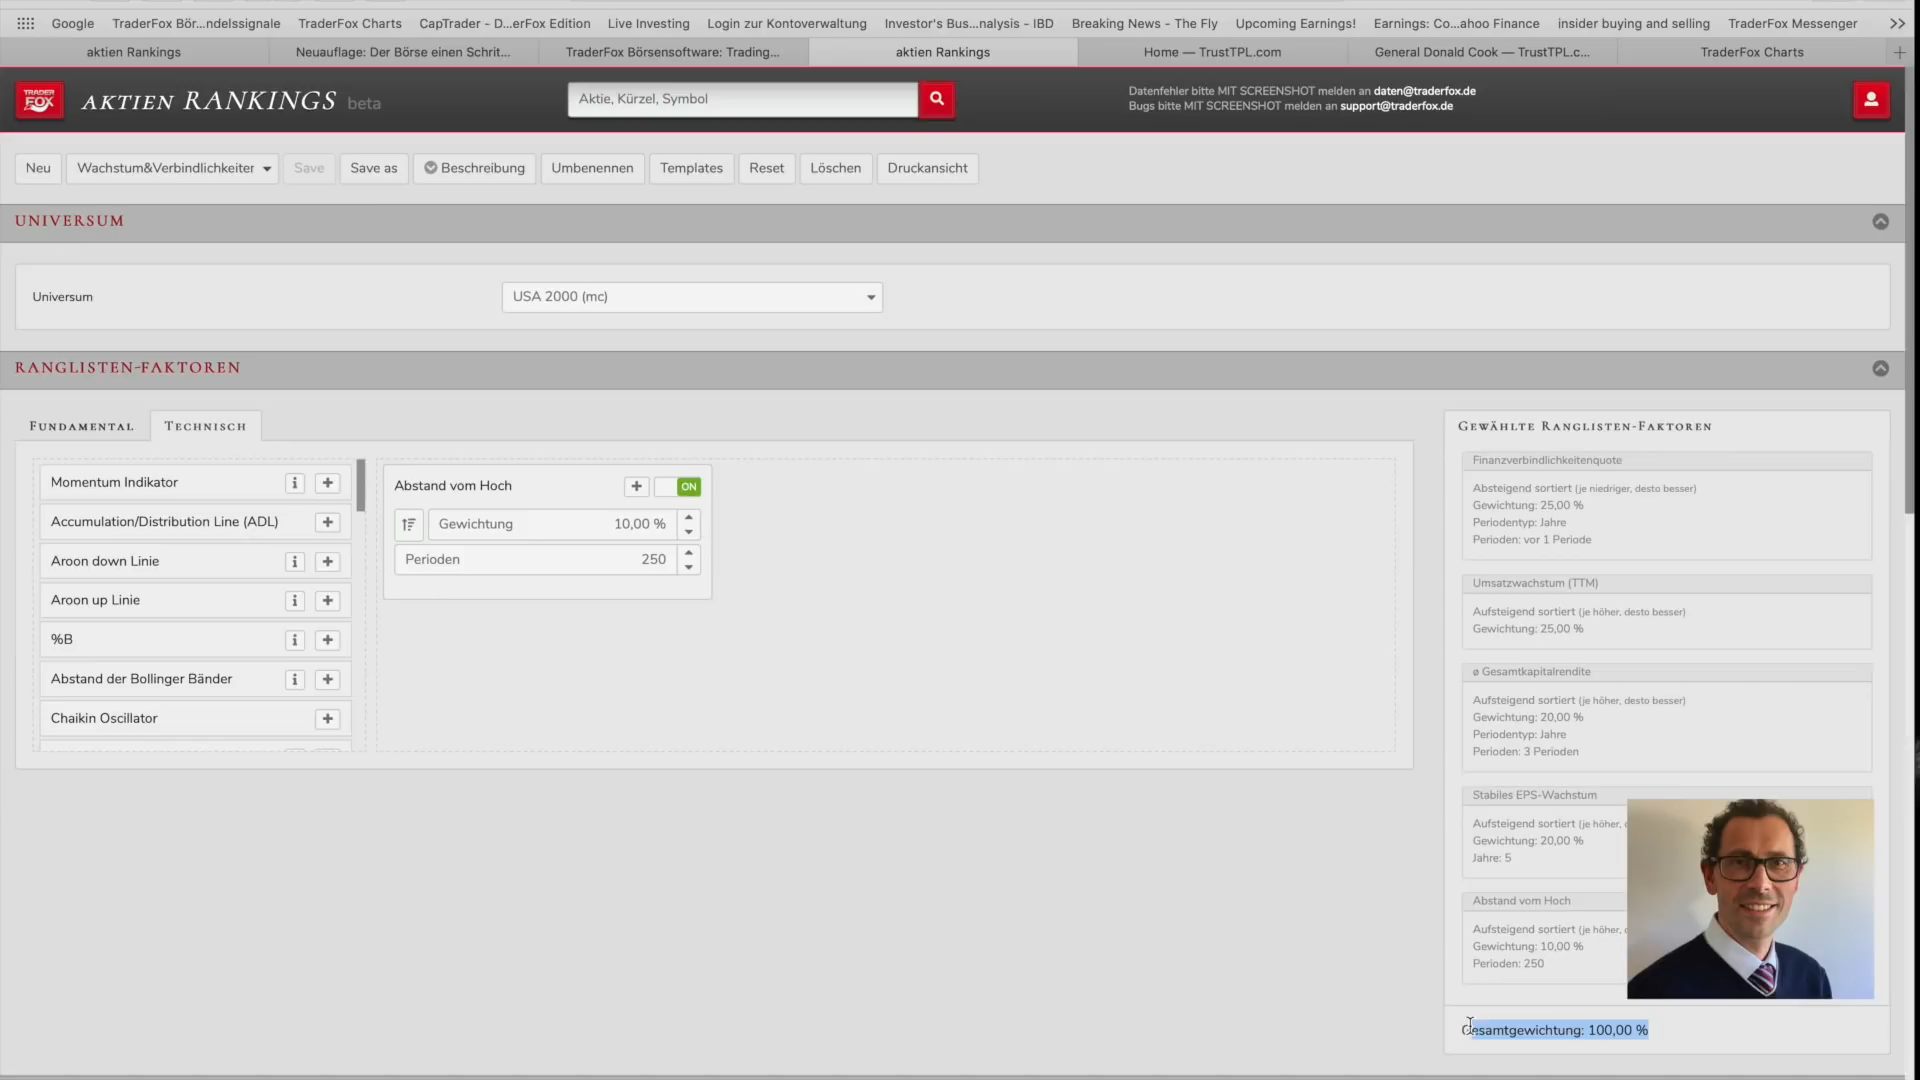 Google TraderFox Bör...ndelssignale TraderFox Charts CapTrader - D...erFox Edition Live Investing Login zur Kontoverwaltung Investor's Bus...nalysis - IBD Breaking News - The Fly Upcoming Earnings! Earnings: Co...ahoo Finance insider buying and selling TraderFox Messenger
aktien Rankings Neuauflage: Der Börse einen Schrit... TraderFox Börsensoftware: Trading... aktien Rankings Home — TrustTPL.com General Donald Cook — TrustTPL.c... TraderFox Charts
TRADER
FOX
AKTIEN RANKINGS beta
Aktie, Kürzel, Symbol
Datenfehler bitte MIT SCREENSHOT melden an daten@traderfox.de
Bugs bitte MIT SCREENSHOT melden an support@traderfox.de
Neu Wachstum&Verbindlichkeiter Save Save as Beschreibung Umbenennen Templates Reset Löschen Druckansicht
UNIVERSUM
Universum USA 2000 (mc)
RANGLISTEN-FAKTOREN
FUNDAMENTAL TECHNISCH
Momentum Indikator
Accumulation/Distribution Line (ADL)
Aroon down Linie
Aroon up Linie
%B
Abstand der Bollinger Bänder
Chaikin Oscillator
Abstand vom Hoch ON
Gewichtung 10,00 %
Perioden 250
GEWÄHLTE RANGLISTEN-FAKTOREN
Finanzverbindlichkeitenquote
Absteigend sortiert (je niedriger, desto besser)
Gewichtung: 25,00 %
Periodentyp: Jahre
Perioden: vor 1 Periode
Umsatzwachstum (TTM)
Aufsteigend sortiert (je höher, desto besser)
Gewichtung: 25,00 %
ø Gesamtkapitalrendite
Aufsteigend sortiert (je höher, desto besser)
Gewichtung: 20,00 %
Periodentyp: Jahre
Perioden: 3 Perioden
Stabiles EPS-Wachstum
Aufsteigend sortiert (je höher,
Gewichtung: 20,00 %
Jahre: 5
Abstand vom Hoch
Aufsteigend sortiert (je höher,
Gewichtung: 10,00 %
Perioden: 250
Gesamtgewichtung: 100,00 %